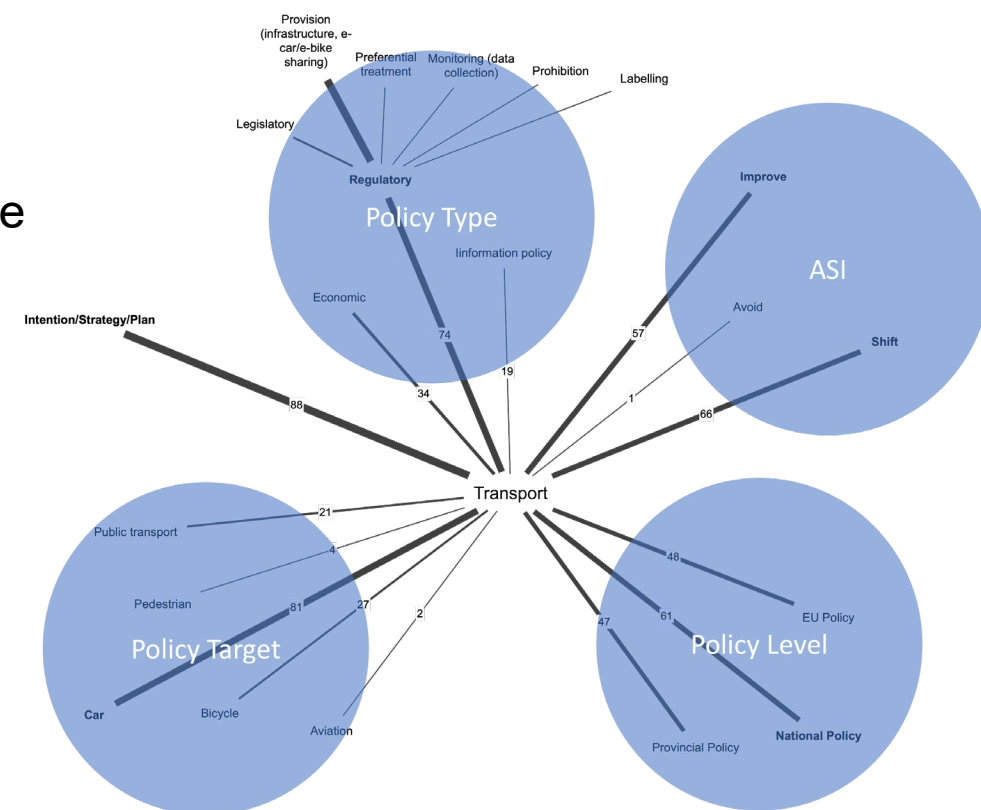 Provision
(infrastructure, e-
car/e-bike
sharing)
Preferential
treatment
Monitoring (data
collection)
Prohibition
Labelling
Legislatory
Regulatory
e
Policy Type
Iinformation policy
Economic
74
19
34
Improve
ASI
Avoid
Shift
57
1
66
Intention/Strategy/Plan
88
Transport
Public transport
21
4
Pedestrian
81
27
2
Policy Target
Car
Bicycle
Aviation
48
EU Policy
47
61
Policy Level
National Policy
Provincial Policy